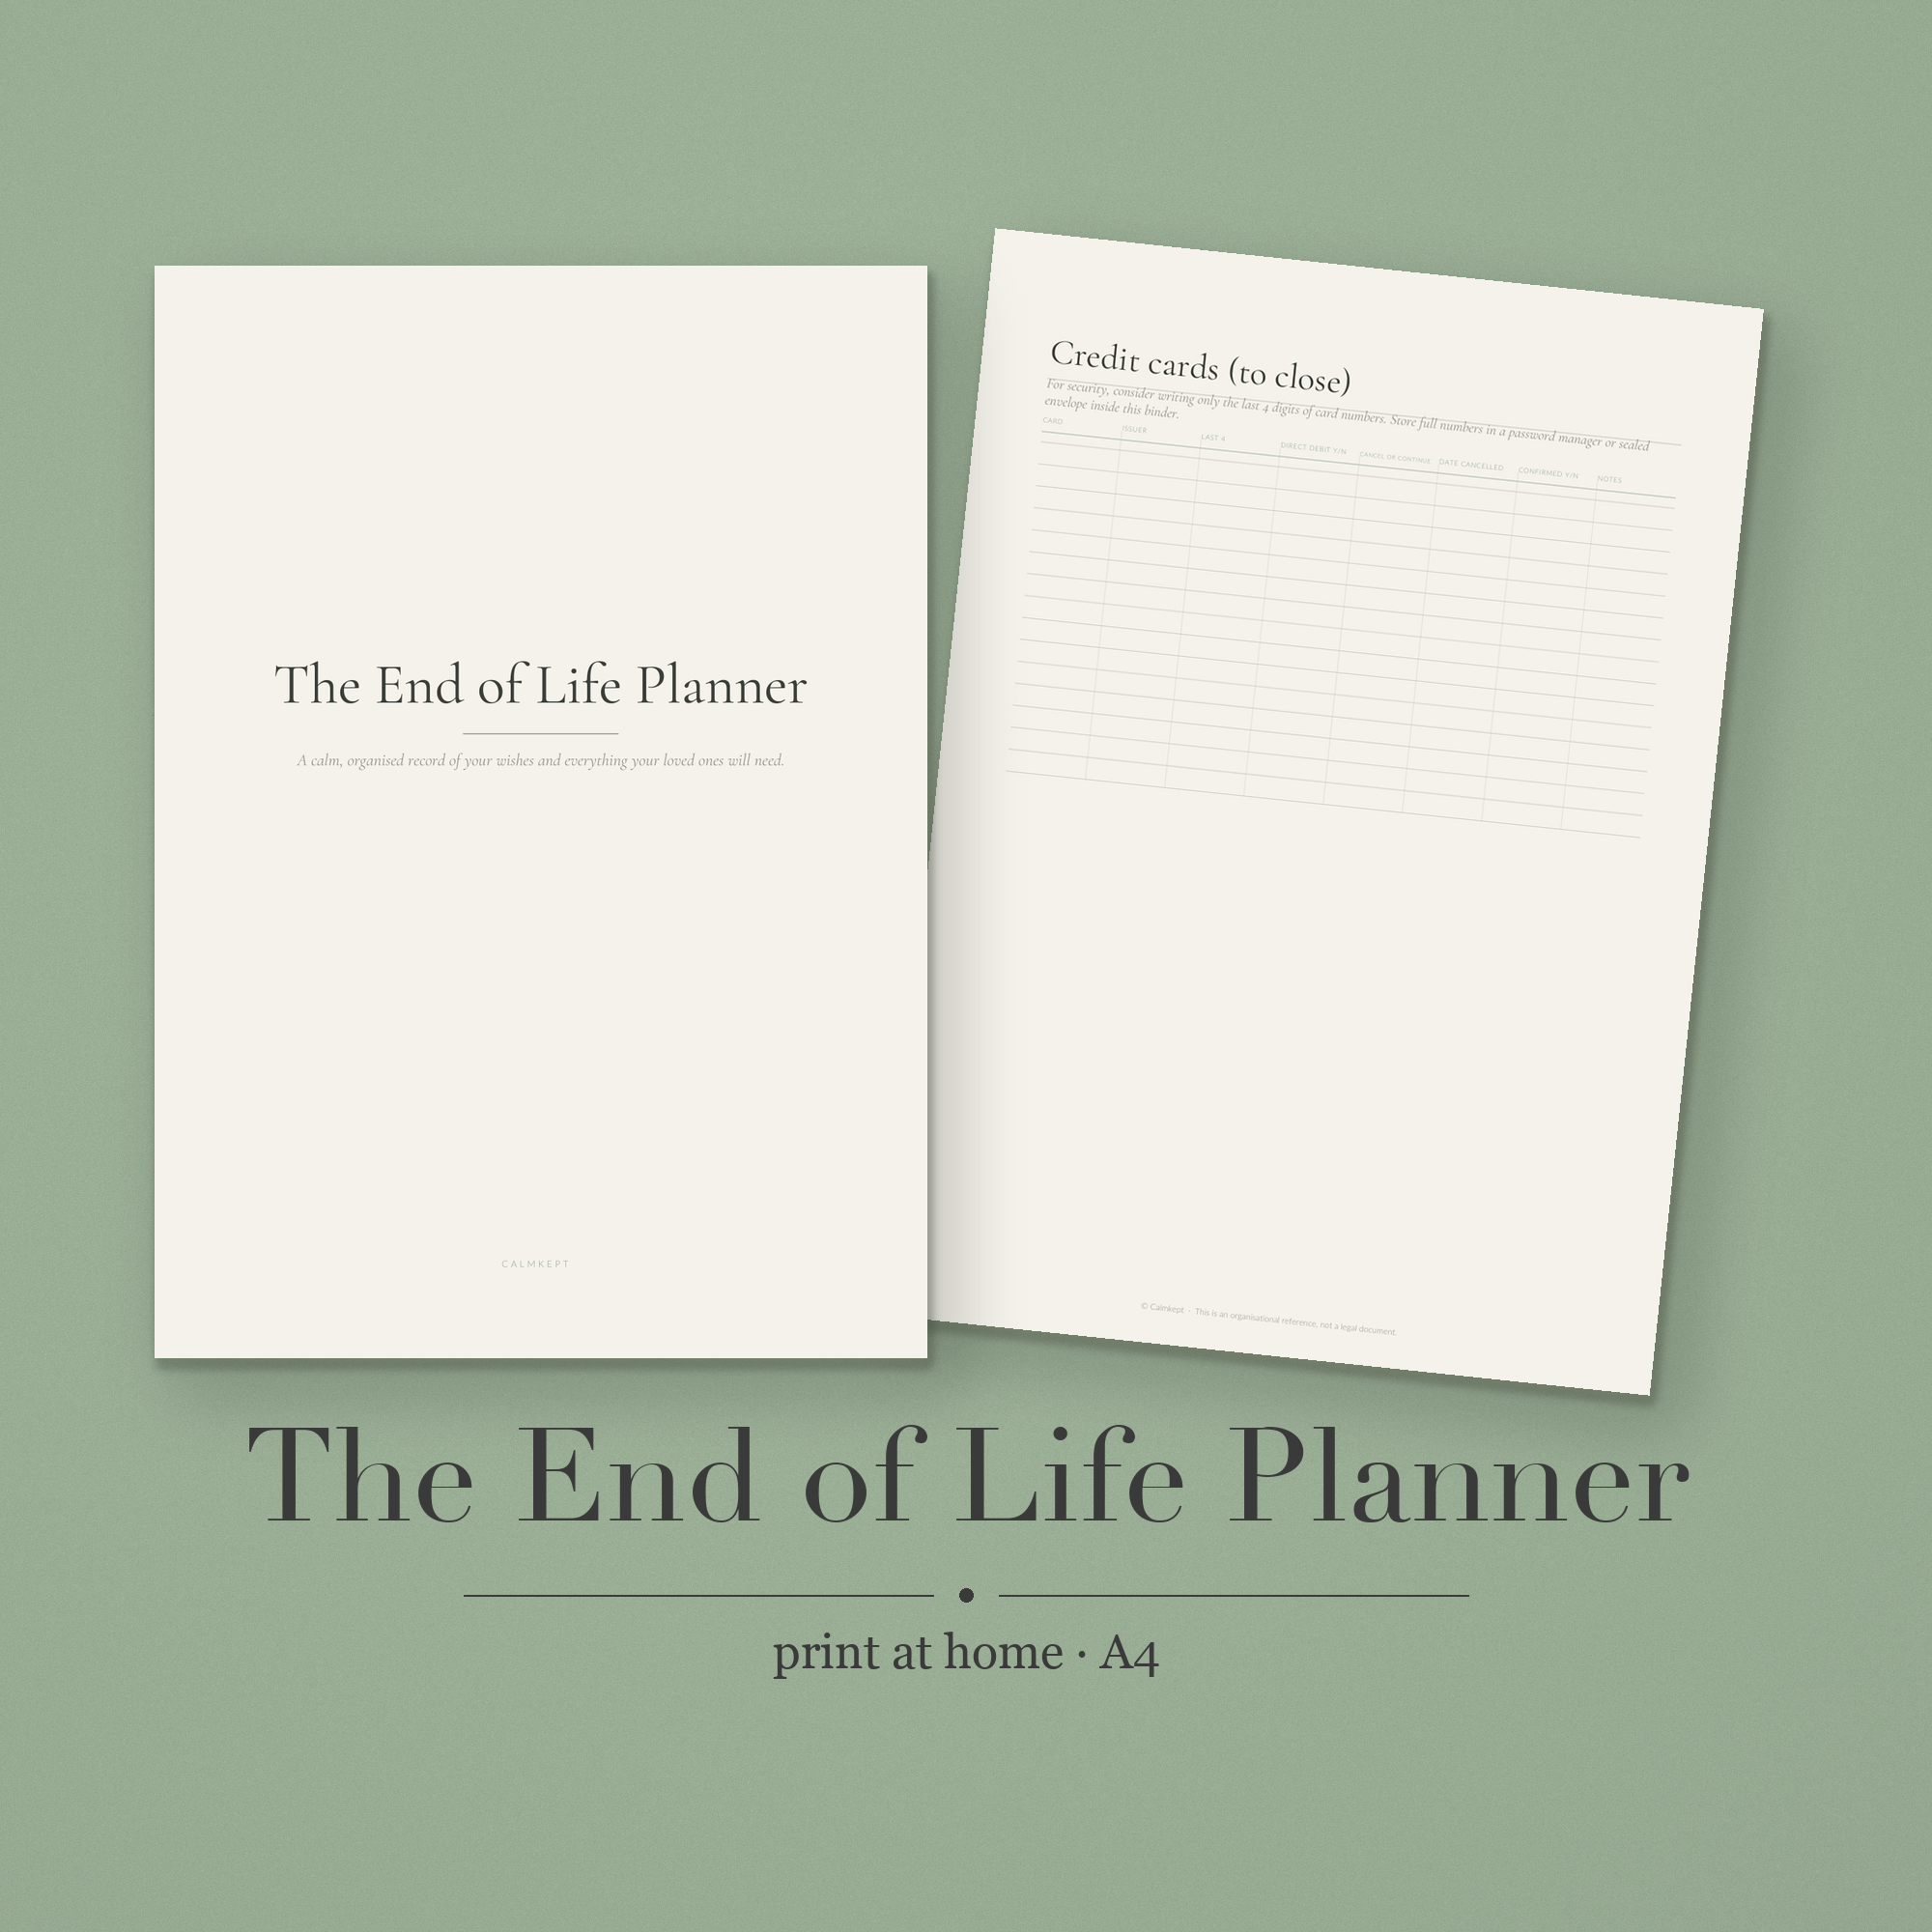 The End of Life Planner
A calm, organised record of your wishes and everything your loved ones will need.
CALMKEPT
Credit cards (to close)
For security, consider writing only the last 4 digits of card numbers. Store full numbers in a password manager or sealed
envelope inside this binder.
CARD ISSUER LAST 4 DIRECT DEBIT Y/N CANCEL OR CONTINUE DATE CANCELLED CONFIRMED Y/N NOTES
© Calmkept · This is an organisational reference, not a legal document.
The End of Life Planner
print at home · A4